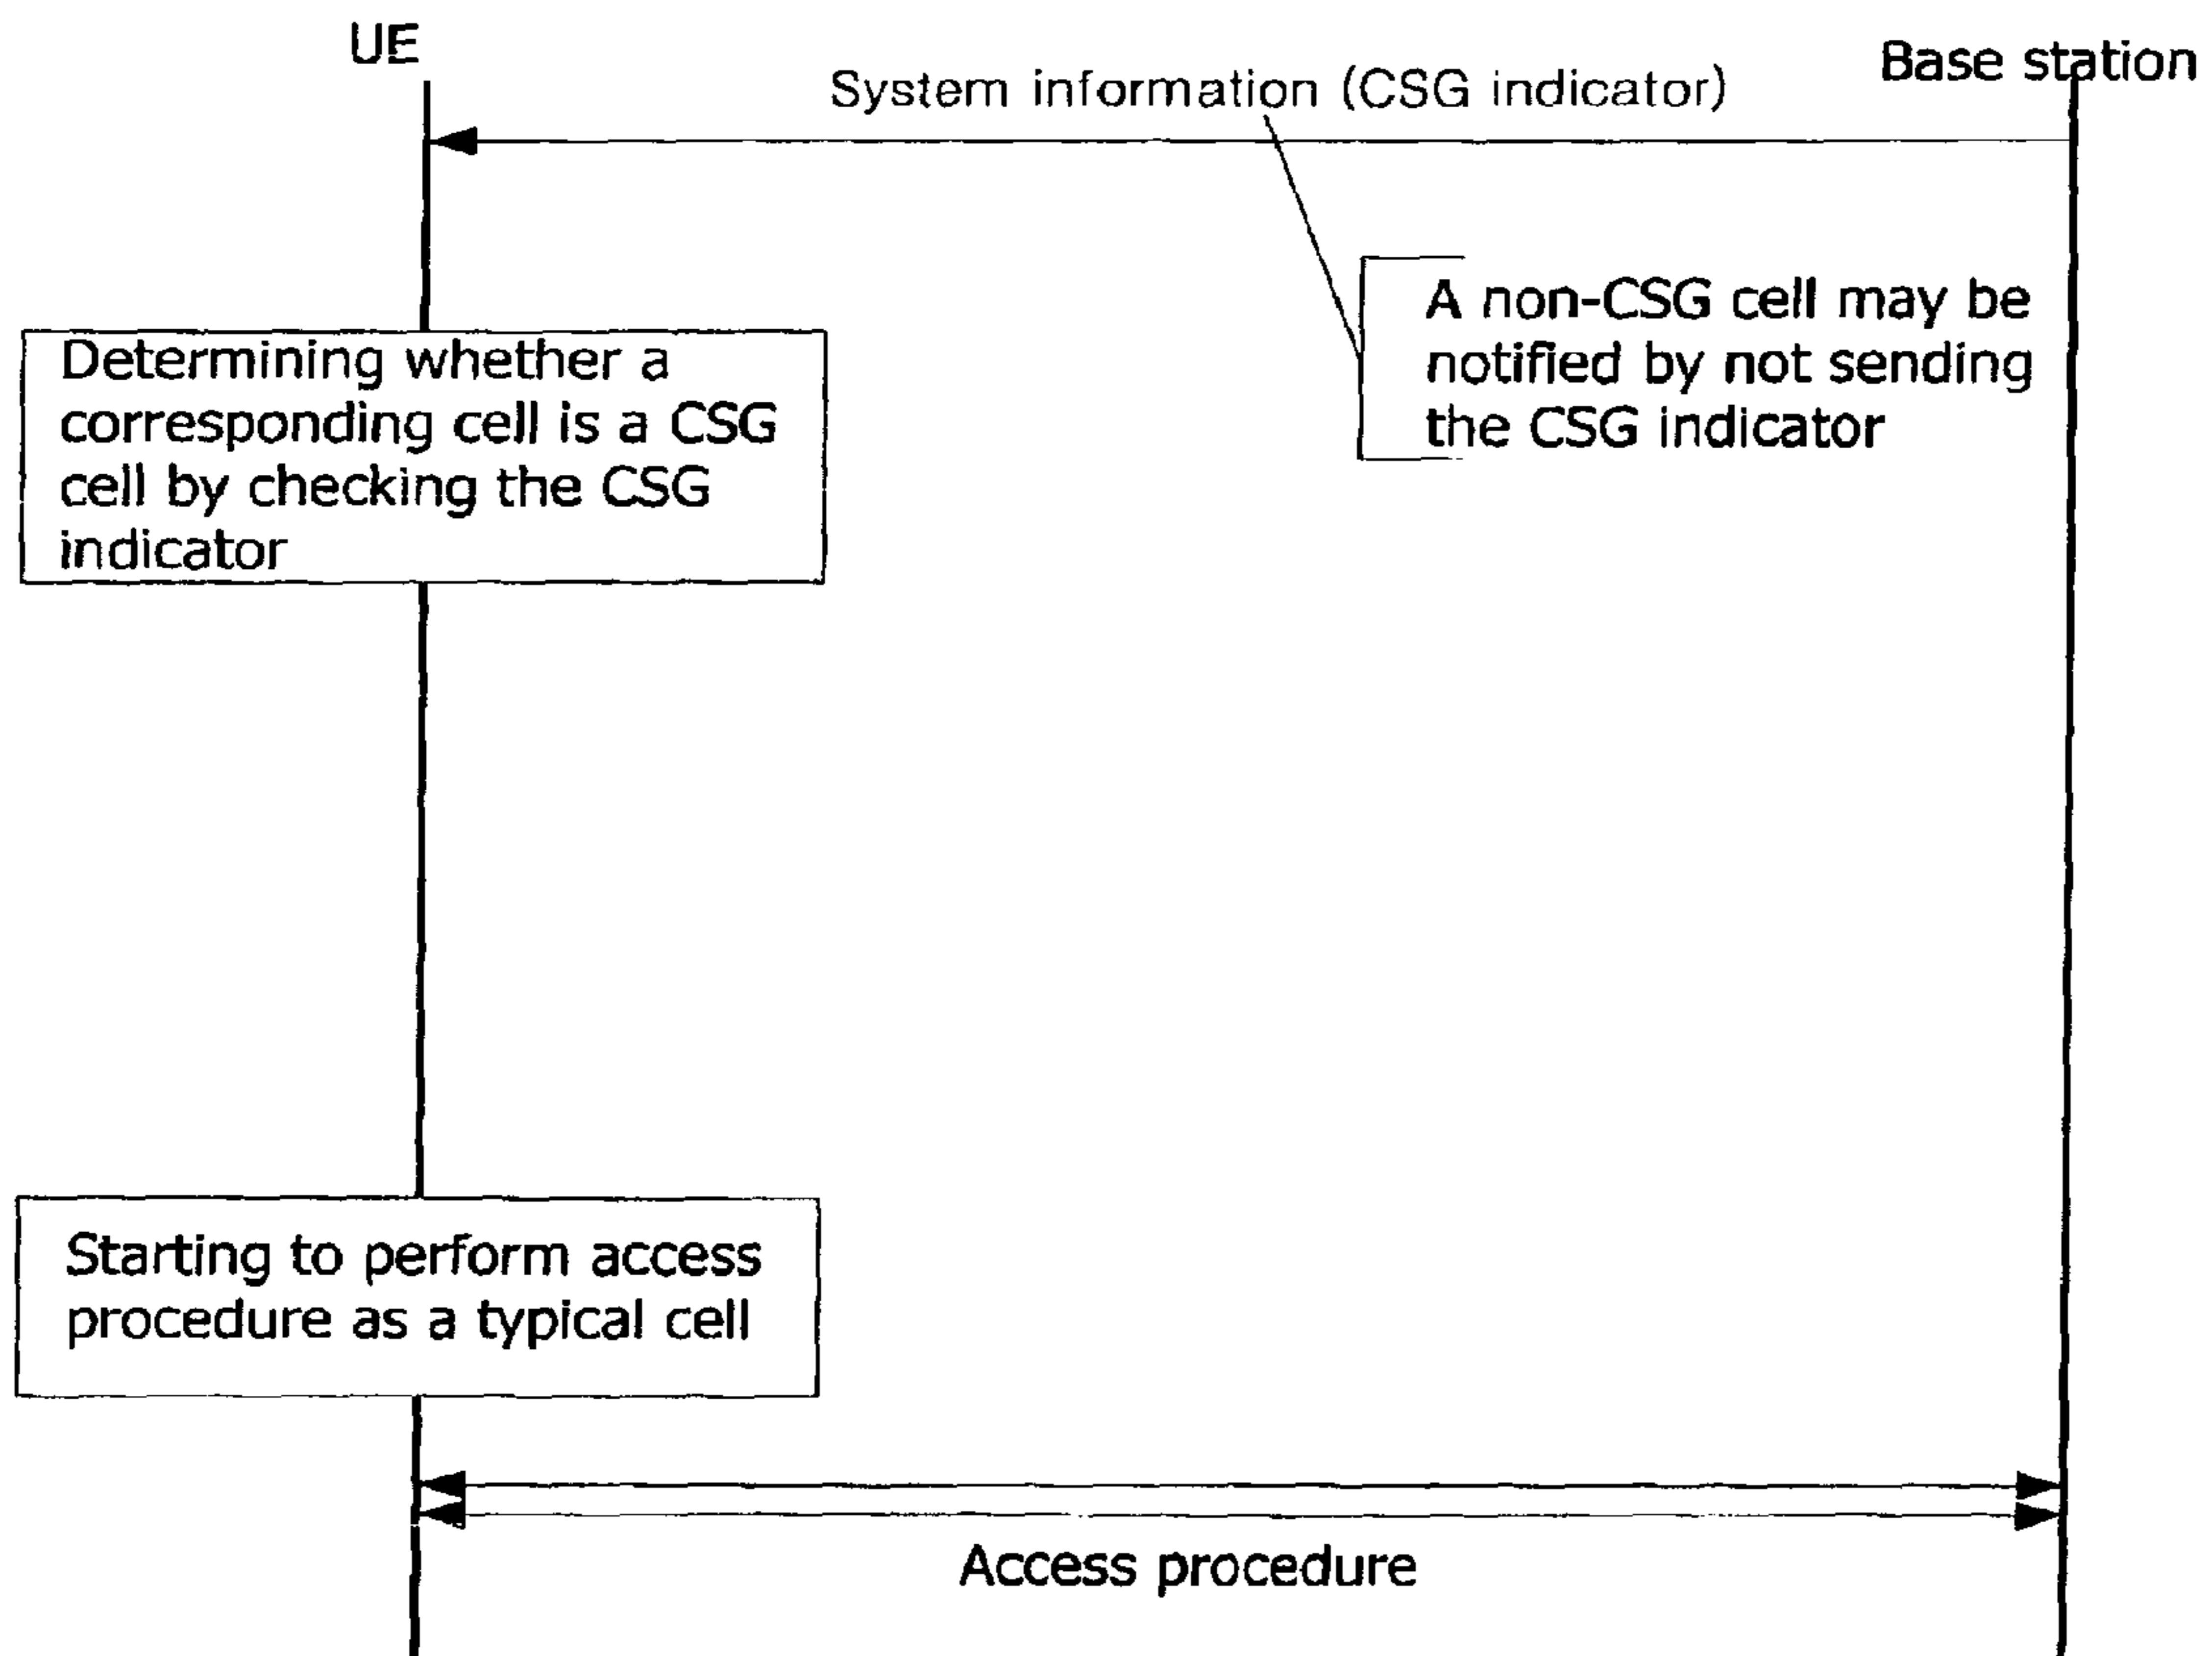 UE
Base station
System information (CSG indicator)
A non-CSG cell may be
notified by not sending
the CSG indicator
Determining whether a
corresponding cell is a CSG
cell by checking the CSG
indicator
Starting to perform access
procedure as a typical cell
Access procedure